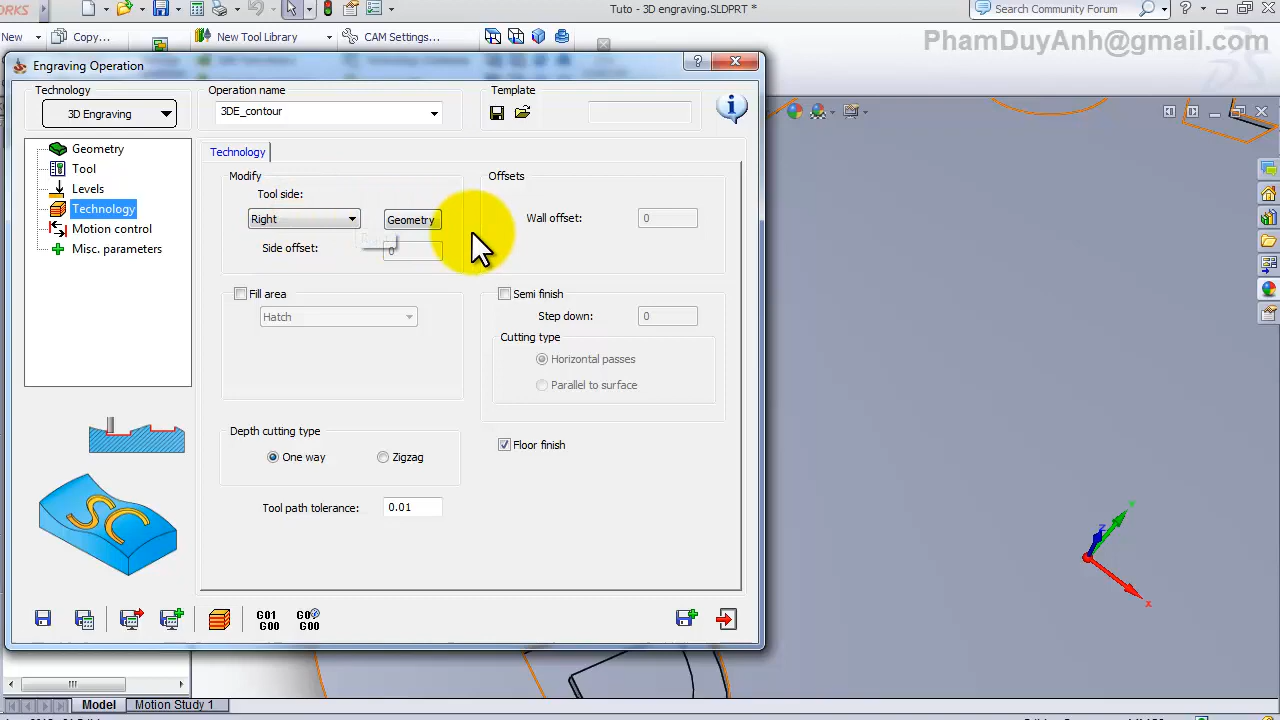 Tuto - 3D engraving.SLDPRT *
Search Community Forum
New
Copy...
New Tool Library
CAM Settings...
PhamDuyAnh@gmail.com
Engraving Operation
Technology
3D Engraving
Operation name
3DE_contour
Template
Geometry
Tool
Levels
Technology
Motion control
Misc. parameters
Technology
Modify
Tool side:
Right
Geometry
Side offset:
0
Offsets
Wall offset:
0
Fill area
Hatch
Semi finish
Step down:
0
Cutting type
Horizontal passes
Parallel to surface
Depth cutting type
One way
Zigzag
Floor finish
Tool path tolerance:
0.01
SC
G01
G00
G0
G00
x
Model
Motion Study 1